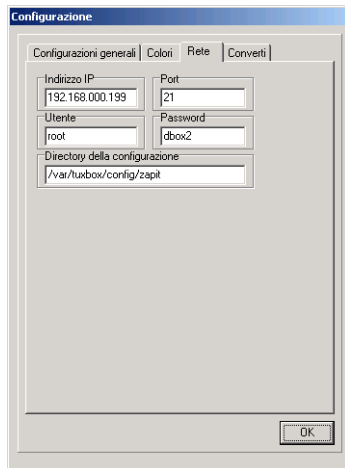 Configurazione
Configurazioni generali Colori Rete Converti
Indirizzo IP Port
192.168.000.199 21
Utente Password
root dbox2
Directory della configurazione
/var/tuxbox/config/zapit
OK